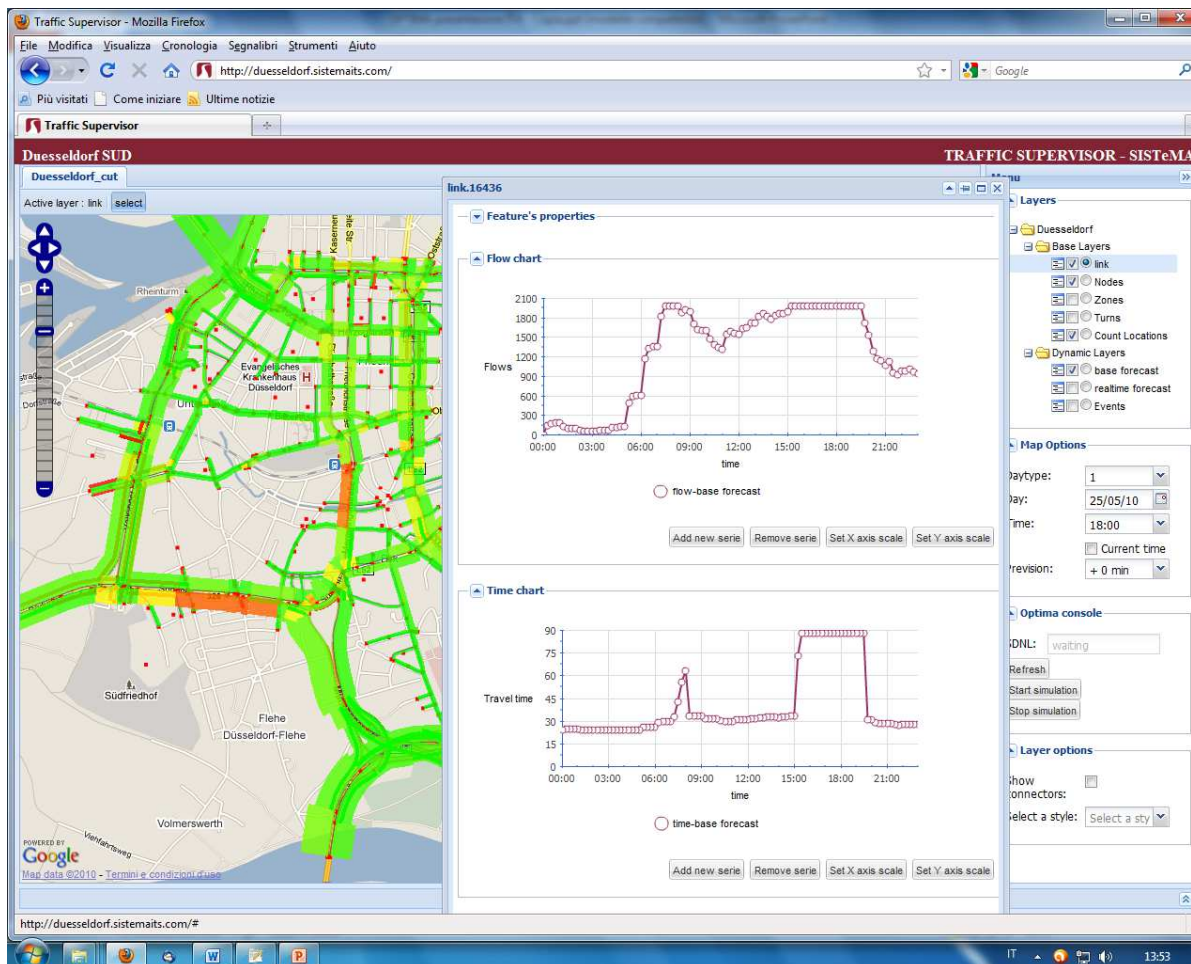 Traffic Supervisor - Mozilla Firefox
File Modifica Visualizza Cronologia Segnalibri Strumenti Aiuto
http://duesseldorf.sistemaits.com/
Google
Più visitati Come iniziare Ultime notizie
Traffic Supervisor
Duesseldorf SUD
TRAFFIC SUPERVISOR - SISTeMA
Duesseldorf_cut
Active layer : link select
Rheinturm
Evangelisches
Krankenhaus
Düsseldorf
H
Südfriedhof
Flehe
Düsseldorf-Flehe
Volmerswerth
POWERED BY
Google
Map data ©2010 - Termini e condizioni d'uso
link.16436
Feature's properties
Flow chart
2100
1800
1500
1200
900
600
300
0
Flows
00:00 03:00 06:00 09:00 12:00 15:00 18:00 21:00
time
flow-base forecast
Add new serie Remove serie Set X axis scale Set Y axis scale
Time chart
90
75
60
45
30
15
0
Travel time
00:00 03:00 06:00 09:00 12:00 15:00 18:00 21:00
time
time-base forecast
Add new serie Remove serie Set X axis scale Set Y axis scale
Menu
Layers
Duesseldorf
Base Layers
link
Nodes
Zones
Turns
Count Locations
Dynamic Layers
base forecast
realtime forecast
Events
Map Options
Daytype: 1
Day: 25/05/10
Time: 18:00
Current time
Prevision: + 0 min
Optima console
SDNL: waiting
Refresh
Start simulation
Stop simulation
Layer options
Show
connectors:
Select a style: Select a sty
http://duesseldorf.sistemaits.com/#
IT 13:53